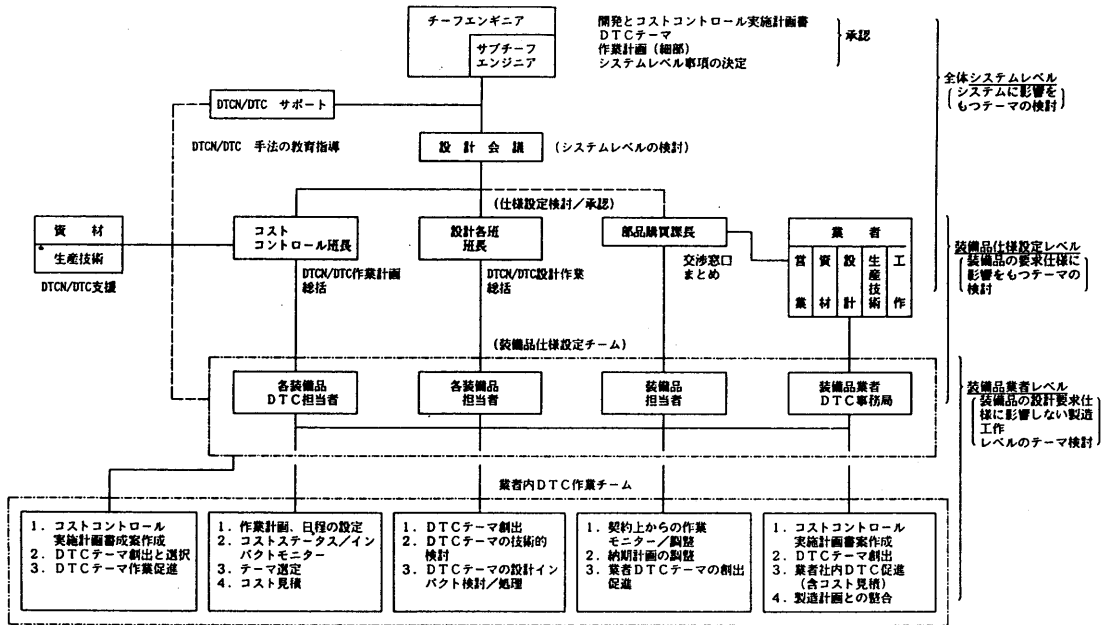 チーフエンギニア
サブチーフ
エンジニア
開発とコストコントロール実施計画書
DTCテーマ
作業計画(細部)
システムレベル事項の決定
承認
全体システムレベル
システムに影響を
もつテーマの検討
DTCN/DTC サポート
DTCN/DTC 手法の教育指導
設計会議
(システムレベルの検討)
(仕様設定検討/承認)
資材
生産技術
DTCN/DTC支援
コスト
コントロール班長
DTCN/DTC作業計画
総括
設計各班
班長
DTCN/DTC設計作業
総括
部品購買課長
交渉窓口
まとめ
業者
営業
資材
設計
生産技術
工作
装備品仕様設定レベル
装備品の要求仕様に
影響をもつテーマの
検討
(装備品仕様設定チーム)
各装備品
DTC担当者
各装備品
担当者
装備品
担当者
装備品業者
DTC事務局
装備品業者レベル
装備品の設計要求仕
様に影響しない製造
工作
レベルのテーマ検討
業者内DTC作業チーム
1. コストコントロール
実施計画書成案作成
2. DTCテーマ創出と選択
3. DTCテーマ作業促進
1. 作業計画、日程の設定
2. コストステータス/イン
パクトモニター
3. テーマ選定
4. コスト見積
1. DTCテーマ創出
2. DTCテーマの技術的
検討
3. DTCテーマの設計イン
パクト検討/処理
1. 契約上からの作業
モニター/調整
2. 納期計画の調整
3. 業者DTCテーマの創出
促進
1. コストコントロール
実施計画書案作成
2. DTCテーマ創出
3. 業者社内DTC促進
(含コスト見積)
4. 製造計画との整合